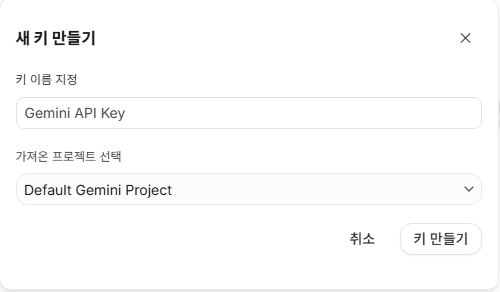 새 키 만들기
키 이름 지정
Gemini API Key
가져온 프로젝트 선택
Default Gemini Project
취소
키 만들기